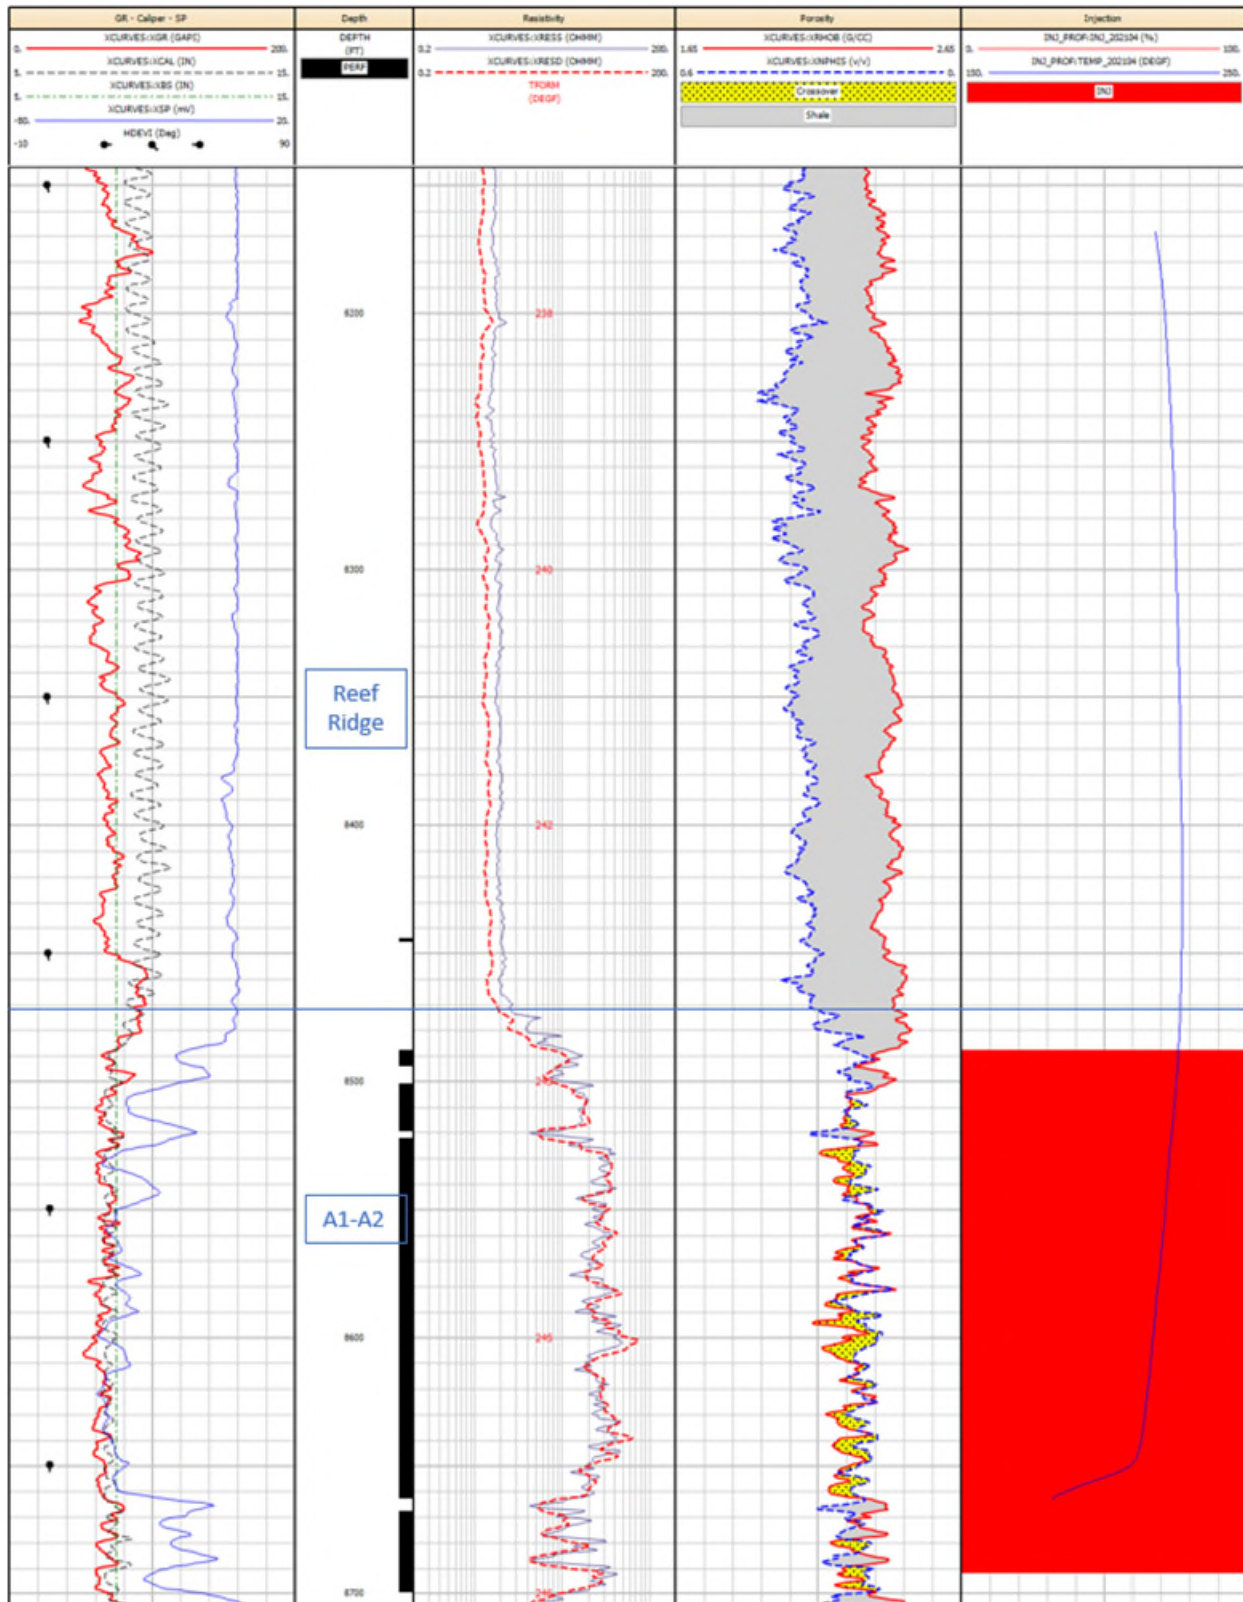 GR - Caliper - SP
Depth
Resistivity
Porosity
Injection
XCURVES:XGR (GAPI)
0. 200.
XCURVES:XCAL (IN)
5. 15.
XCURVES:XBS (IN)
5. 15.
XCURVES:XSP (mV)
-80. 20.
HDEVI (Deg)
-10 90
DEPTH
(FT)
PERF
XCURVES:XRESS (OHMM)
0.2 200.
XCURVES:XRESD (OHMM)
0.2 200.
TFORM
(DEGF)
XCURVES:XRHOB (G/CC)
1.65 2.65
XCURVES:XNPHIS (v/v)
0.6 0.
Crossover
Shale
INJ_PROF:INJ_202104 (%)
0. 100.
INJ_PROF:TEMP_202104 (DEGF)
250.
INJ
8200 238
8300 240
Reef
Ridge
8400 242
8500
A1-A2
8600 245
8700